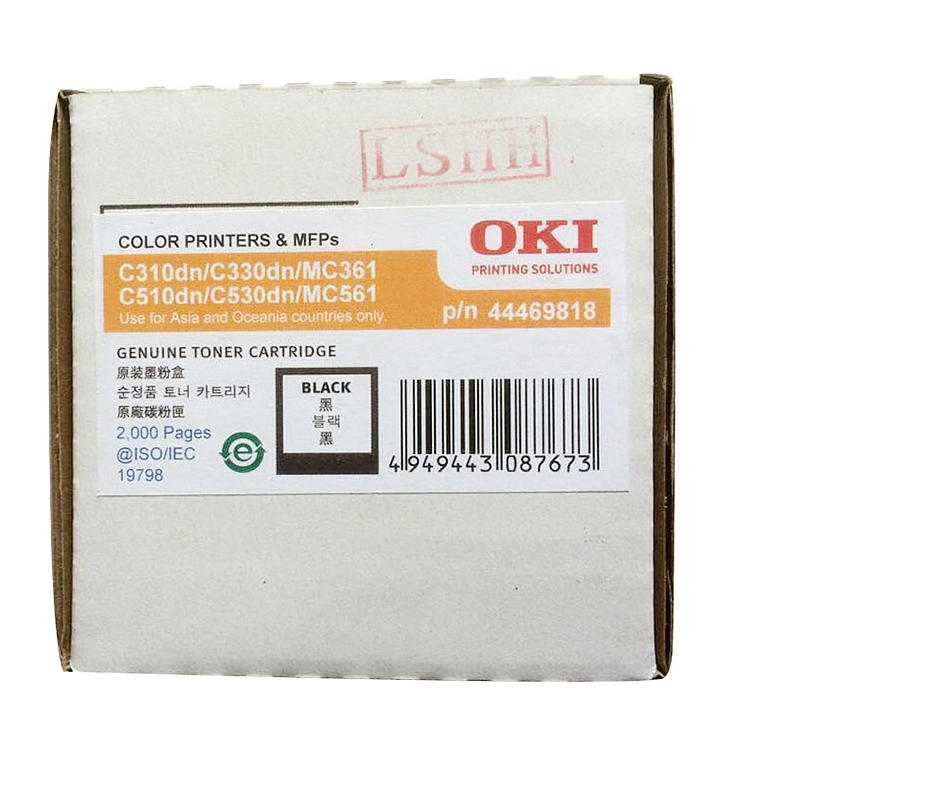 LSHH
COLOR PRINTERS & MFPs
OKI
PRINTING SOLUTIONS
C310dn/C330dn/MC361
C510dn/C530dn/MC561
Use for Asia and Oceania countries only.
p/n 44469818
GENUINE TONER CARTRIDGE
原装墨粉盒
순정품 토너 카트리지
原廠碳粉匣
2,000 Pages
@ISO/IEC
19798
e
BLACK
黑
블랙
黑
4 949443 087673